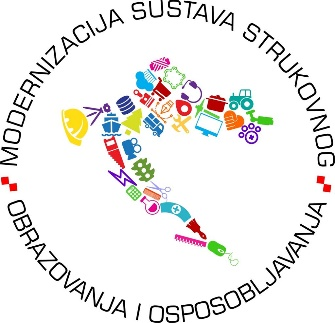 MODERNIZACIJA SUSTAVA STRUKOVNOG
OBRAZOVANJA I OSPOSOBLJAVANJA